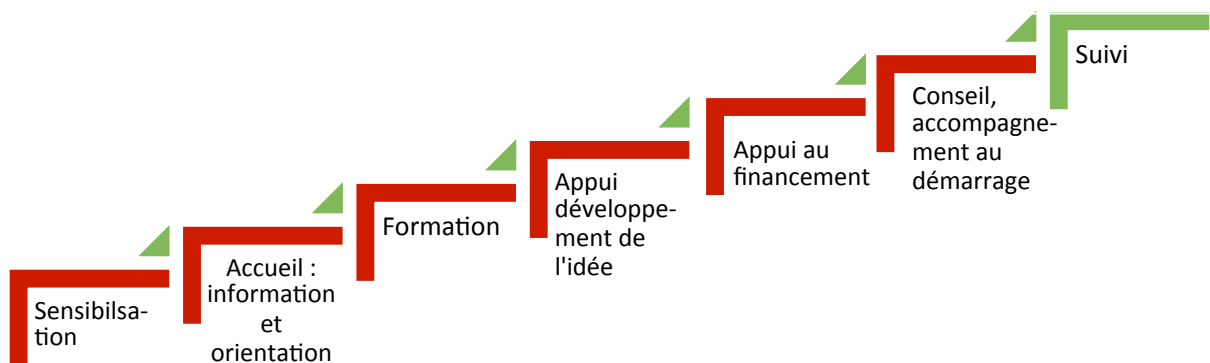 Sensibilsa-
tion
Accueil :
information
et
orientation
Formation
Appui
développe-
ment de
l'idée
Appui au
financement
Conseil,
accompagne-
ment au
démarrage
Suivi